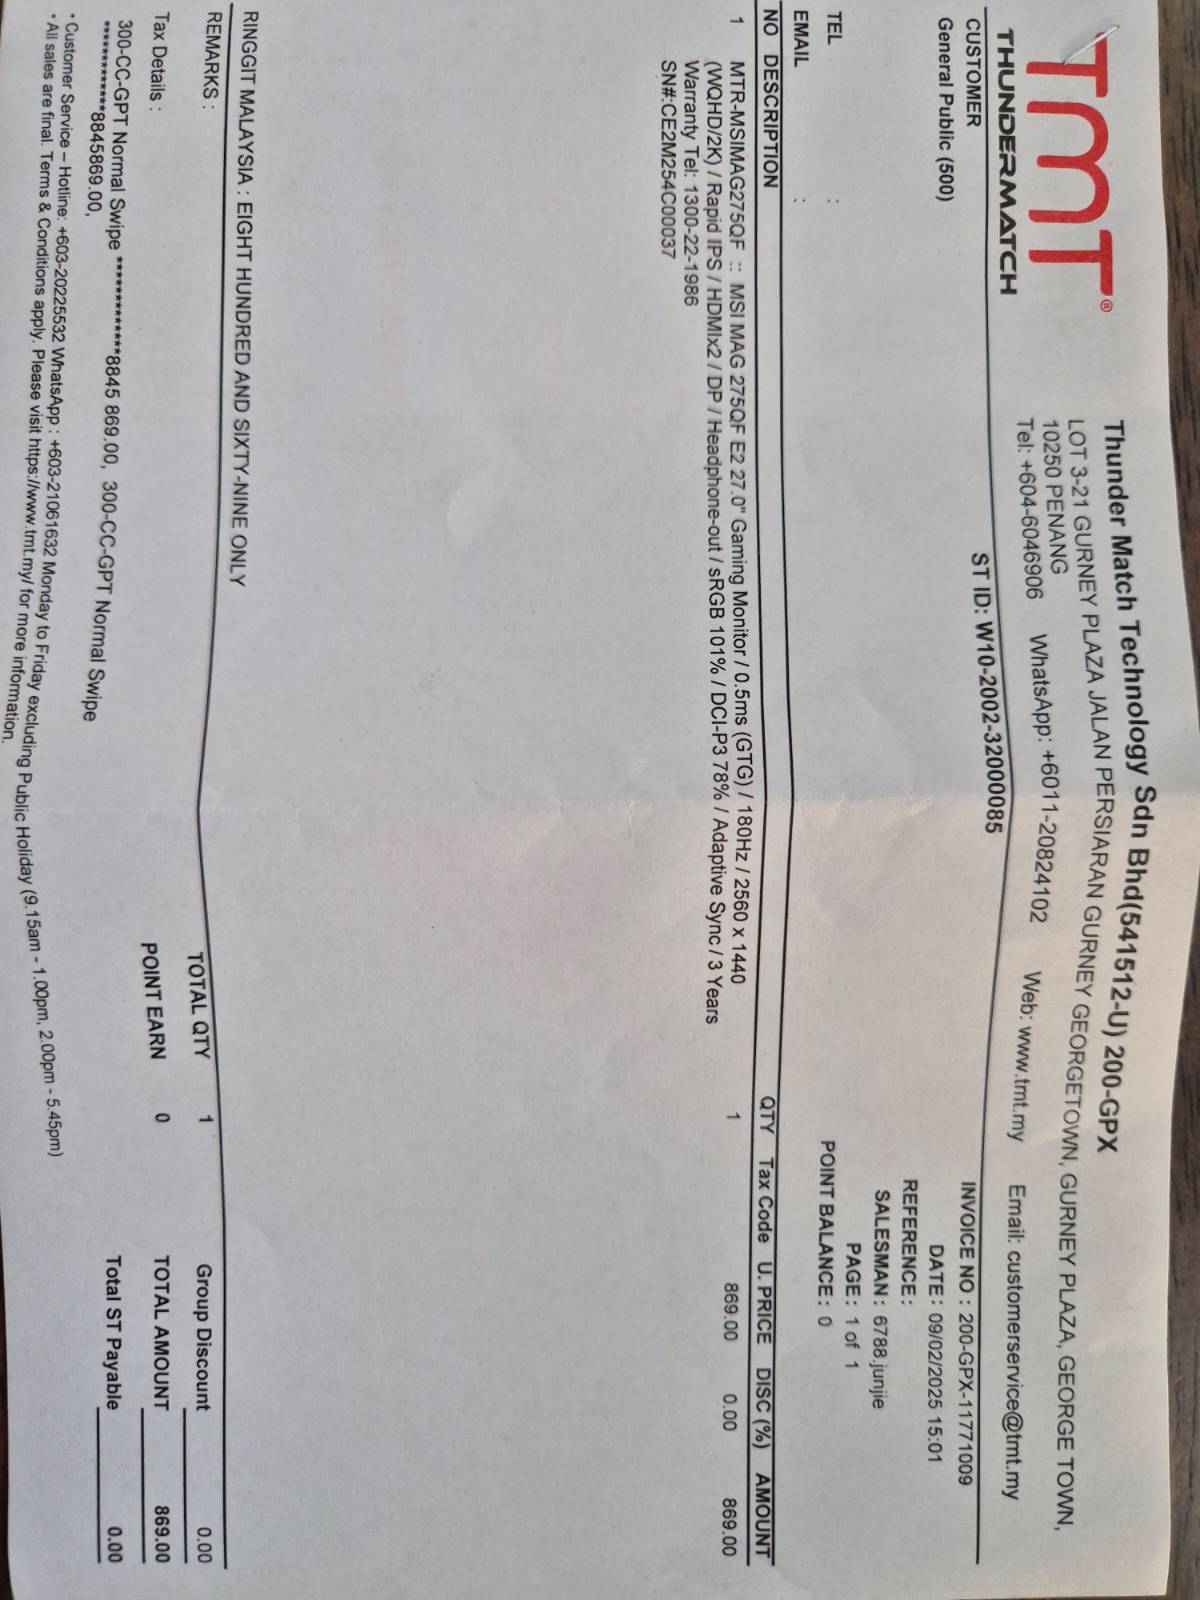 TMT®
THUNDERMATCH
Thunder Match Technology Sdn Bhd(541512-U) 200-GPX
LOT 3-21 GURNEY PLAZA JALAN PERSIARAN GURNEY GEORGETOWN, GURNEY PLAZA, GEORGE TOWN,
10250 PENANG
Tel: +604-6046906 WhatsApp: +6011-20824102 Web: www.tmt.my Email: customerservice@tmt.my
CUSTOMER ST ID: W10-2002-32000085 INVOICE NO : 200-GPX-11771009
General Public (500) DATE : 09/02/2025 15:01
REFERENCE :
SALESMAN : 6788.junjie
PAGE : 1 of 1
TEL : POINT BALANCE : 0
EMAIL :
NO DESCRIPTION QTY Tax Code U. PRICE DISC (%) AMOUNT
1 MTR-MSIMAG275QF :: MSI MAG 275QF E2 27.0" Gaming Monitor / 0.5ms (GTG) / 180Hz / 2560 x 1440 1 869.00 0.00 869.00
(WQHD/2K) / Rapid IPS / HDMIx2 / DP / Headphone-out / sRGB 101% / DCI-P3 78% / Adaptive Sync / 3 Years
Warranty Tel: 1300-22-1986
SN#:CE2M254C00037
RINGGIT MALAYSIA : EIGHT HUNDRED AND SIXTY-NINE ONLY
REMARKS : TOTAL QTY 1 Group Discount 0.00
Tax Details : POINT EARN 0 TOTAL AMOUNT 869.00
Total ST Payable 0.00
300-CC-GPT Normal Swipe ************8845 869.00, 300-CC-GPT Normal Swipe
************8845869.00,
* Customer Service – Hotline: +603-20225532 WhatsApp : +603-21061632 Monday to Friday excluding Public Holiday (9.15am - 1.00pm, 2.00pm - 5.45pm)
* All sales are final. Terms & Conditions apply. Please visit https://www.tmt.my/ for more information.